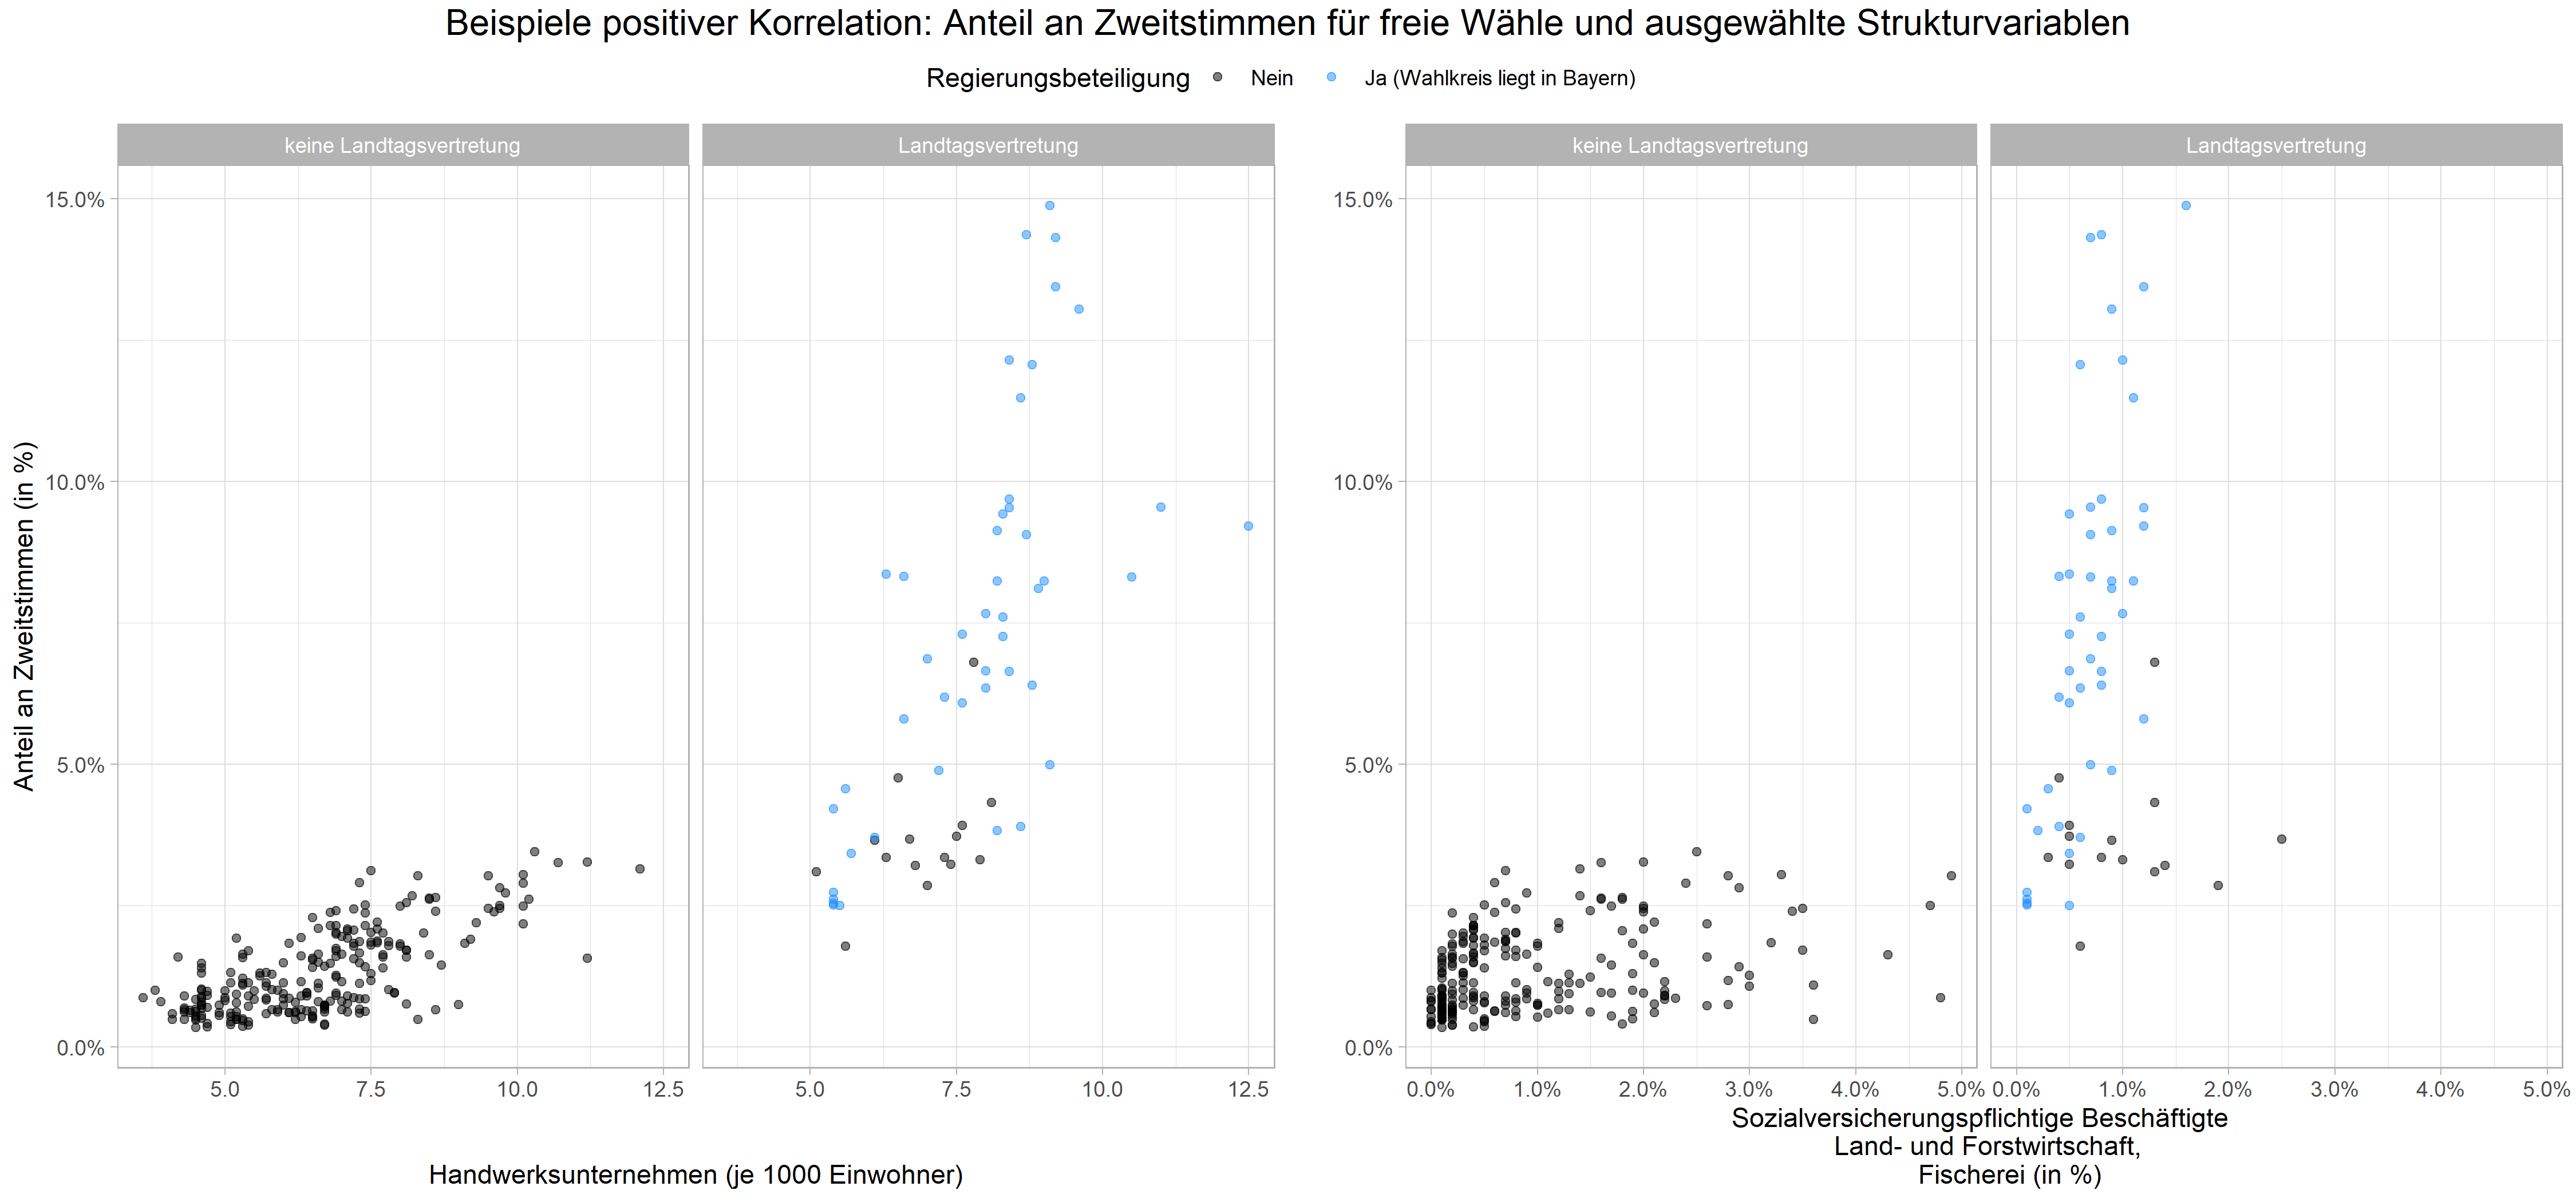 Beispiele positiver Korrelation: Anteil an Zweitstimmen für freie Wähle und ausgewählte Strukturvariablen
Regierungsbeteiligung Nein Ja (Wahlkreis liegt in Bayern)
keine Landtagsvertretung Landtagsvertretung keine Landtagsvertretung Landtagsvertretung
Anteil an Zweitstimmen (in %)
15.0% 15.0%
10.0% 10.0%
5.0% 5.0%
0.0% 0.0%
5.0 7.5 10.0 12.5 5.0 7.5 10.0 12.5 0.0% 1.0% 2.0% 3.0% 4.0% 5.0% 0.0% 1.0% 2.0% 3.0% 4.0% 5.0%
Handwerksunternehmen (je 1000 Einwohner)
Sozialversicherungspflichtige Beschäftigte
Land- und Forstwirtschaft,
Fischerei (in %)